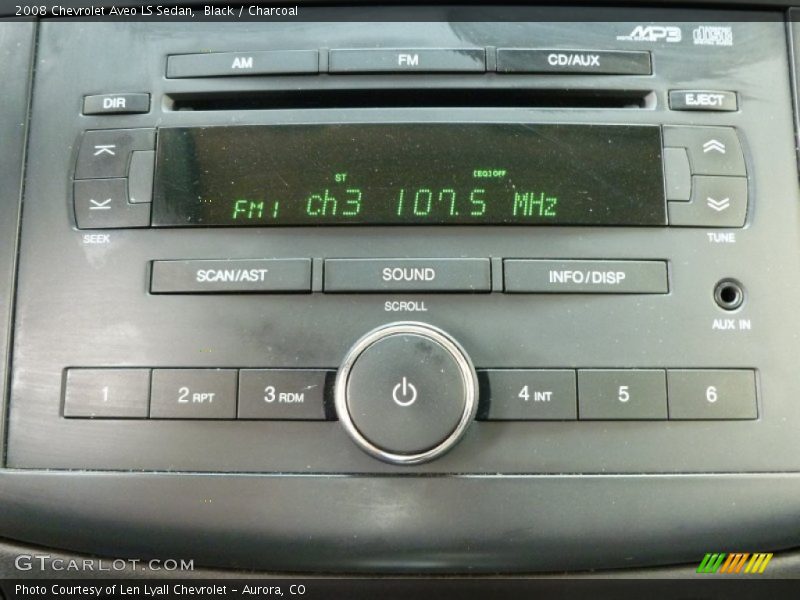 2008 Chevrolet Aveo LS Sedan, Black / Charcoal
MP3
AM FM CD/AUX
DIR EJECT
ST [EQ]OFF
FM1 ch3 107.5 MHz
SEEK TUNE
SCAN/AST SOUND INFO/DISP
SCROLL
AUX IN
1 2 RPT 3 RDM 4 INT 5 6
GTCARLOT.COM
Photo Courtesy of Len Lyall Chevrolet - Aurora, CO